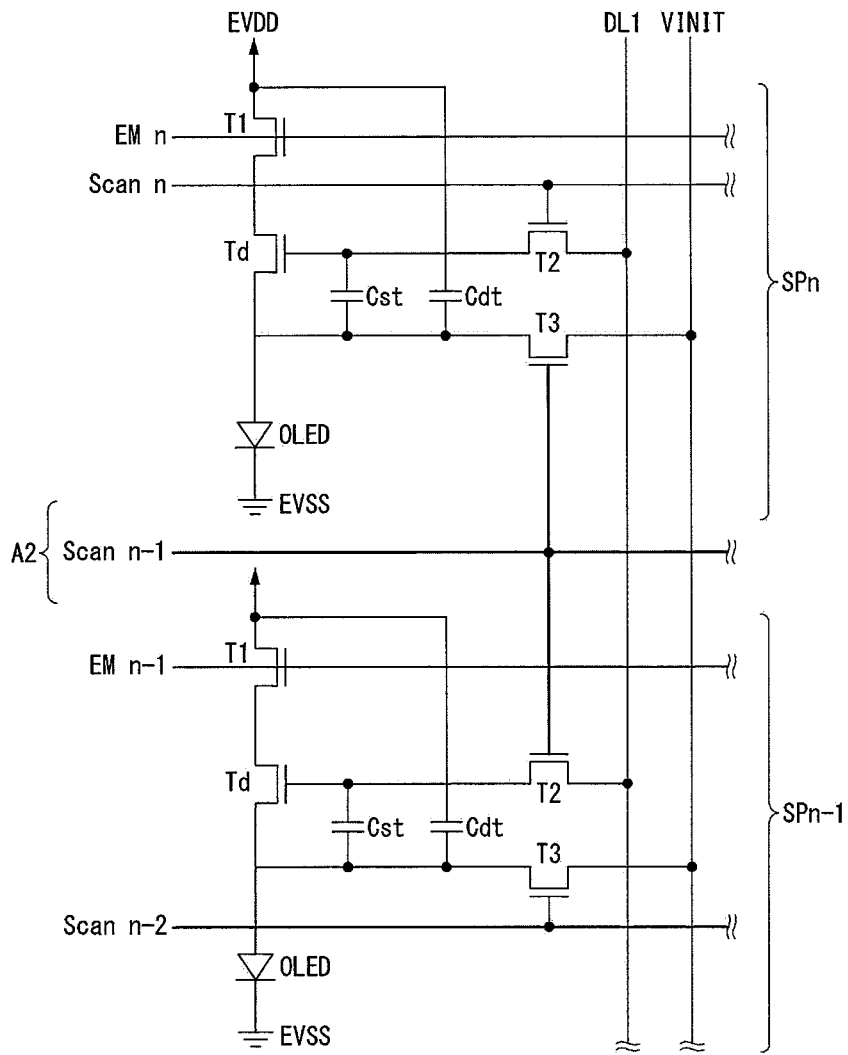 EVDD
DL1 VINIT
T1
EM n
Scan n
Td
T2
SPn
Cst
Cdt
T3
OLED
EVSS
A2
Scan n-1
T1
EM n-1
Td
T2
SPn-1
Cst
Cdt
T3
Scan n-2
OLED
EVSS